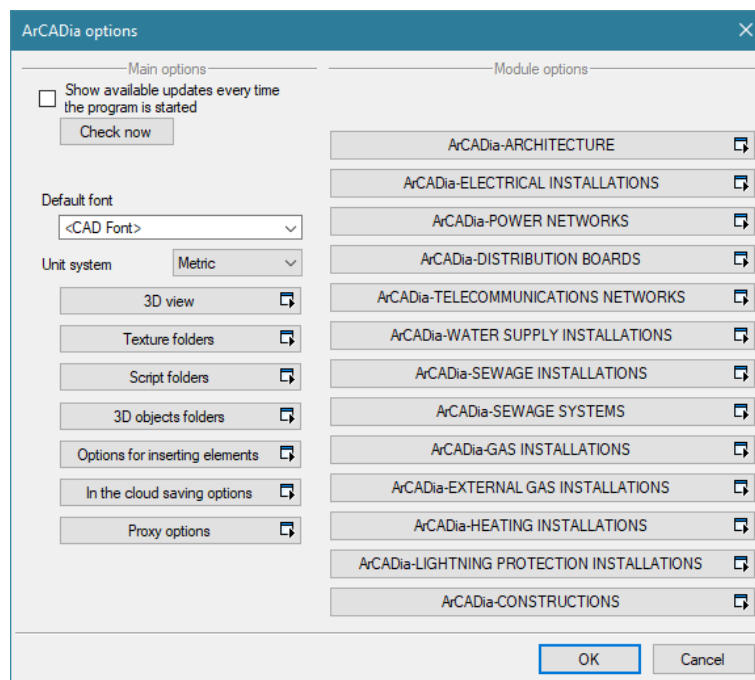 ArCADia options
Main options
Show available updates every time
the program is started
Check now
Default font
<CAD Font>
Unit system
Metric
3D view
Texture folders
Script folders
3D objects folders
Options for inserting elements
In the cloud saving options
Proxy options
Module options
ArCADia-ARCHITECTURE
ArCADia-ELECTRICAL INSTALLATIONS
ArCADia-POWER NETWORKS
ArCADia-DISTRIBUTION BOARDS
ArCADia-TELECOMMUNICATIONS NETWORKS
ArCADia-WATER SUPPLY INSTALLATIONS
ArCADia-SEWAGE INSTALLATIONS
ArCADia-SEWAGE SYSTEMS
ArCADia-GAS INSTALLATIONS
ArCADia-EXTERNAL GAS INSTALLATIONS
ArCADia-HEATING INSTALLATIONS
ArCADia-LIGHTNING PROTECTION INSTALLATIONS
ArCADia-CONSTRUCTIONS
OK
Cancel